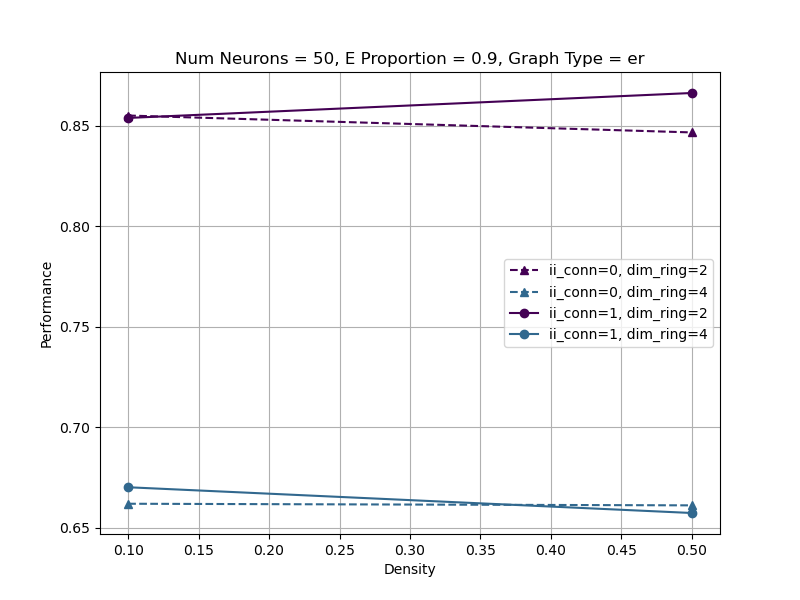 Num Neurons = 50, E Proportion = 0.9, Graph Type = er
Performance
0.85
0.80
0.75
0.70
0.65
ii_conn=0, dim_ring=2
ii_conn=0, dim_ring=4
ii_conn=1, dim_ring=2
ii_conn=1, dim_ring=4
0.10 0.15 0.20 0.25 0.30 0.35 0.40 0.45 0.50
Density